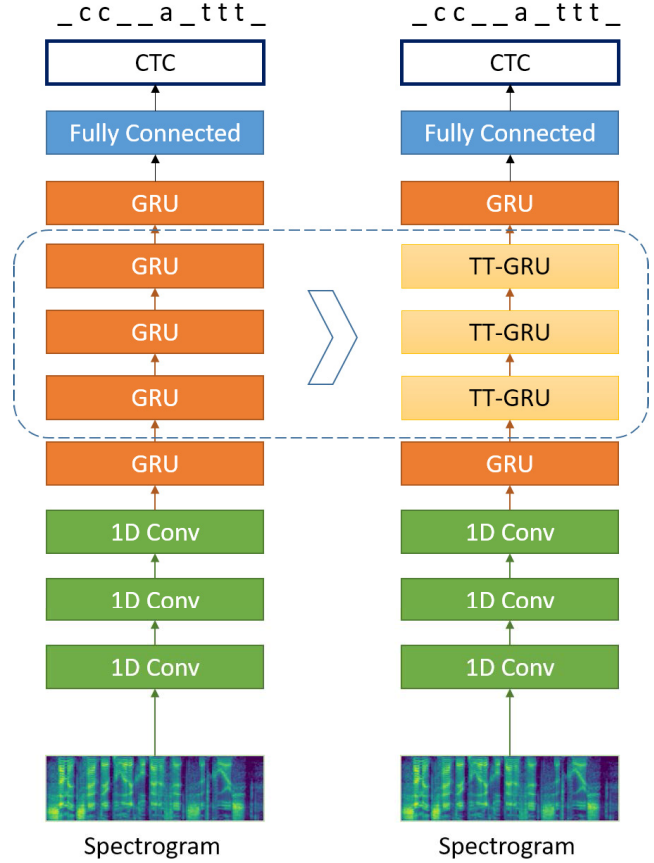 _ c c _ _ a _ t t t _
CTC
Fully Connected
GRU
GRU
GRU
GRU
GRU
1D Conv
1D Conv
1D Conv
Spectrogram
_ c c _ _ a _ t t t _
CTC
Fully Connected
GRU
TT-GRU
TT-GRU
TT-GRU
GRU
1D Conv
1D Conv
1D Conv
Spectrogram